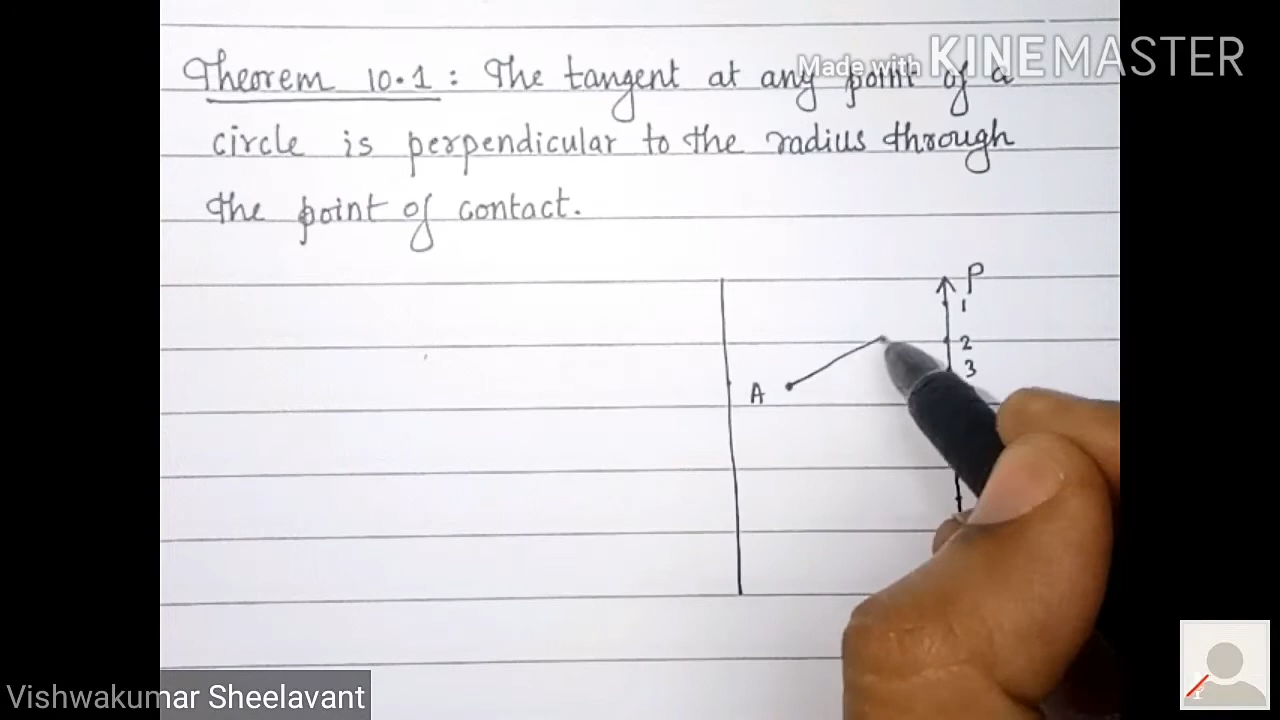 Made with KINEMASTER
Theorem 10.1: The tangent at any point of a
circle is perpendicular to the radius through
the point of contact.
P
1
2
3
A
Vishwakumar Sheelavant